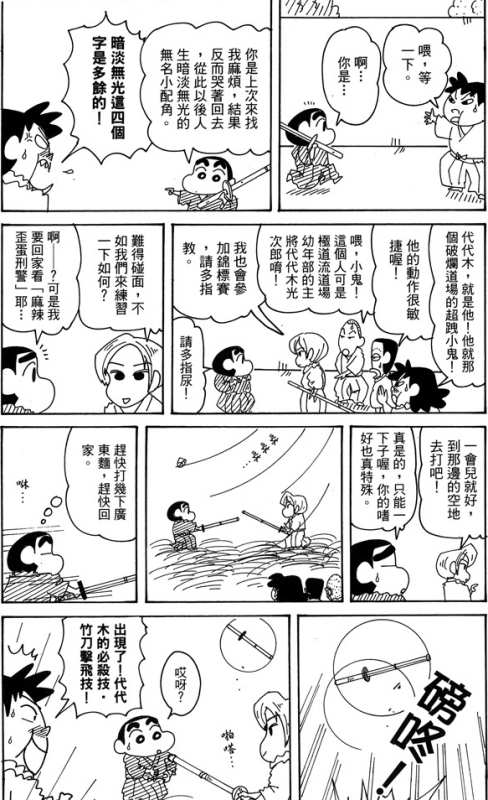 喂，等
一下。
啊…
你是…
你是上次來找
我麻煩，結果
反而哭著回去
，從此以後人
生暗淡無光的
無名小配角。
暗淡無光這四個
字是多餘的！
代代木，就是他！他就那
個破爛道場的超跩小鬼！
他的動作很敏
捷喔！
喂，小鬼！
這個人可是
極道流道場
幼年部的主
將代代木光
次郎唷！
我也會參
加錦標賽
，請多指
教。
請多指尿！
難得碰面，不
如我們來練習
一下如何？
啊——？可是我
要回家看「麻辣
歪蛋刑警」耶…
一會兒就好，
到那邊的空地
去打吧！
真是的，只能一
下子喔，你的嗜
好也真特殊。
趕快打幾下廣
東麵，趕快回
家。
咻…
磅咚！
哎呀？
啪嗒…
出現了！代代
木的必殺技‧
竹刀擊飛技！